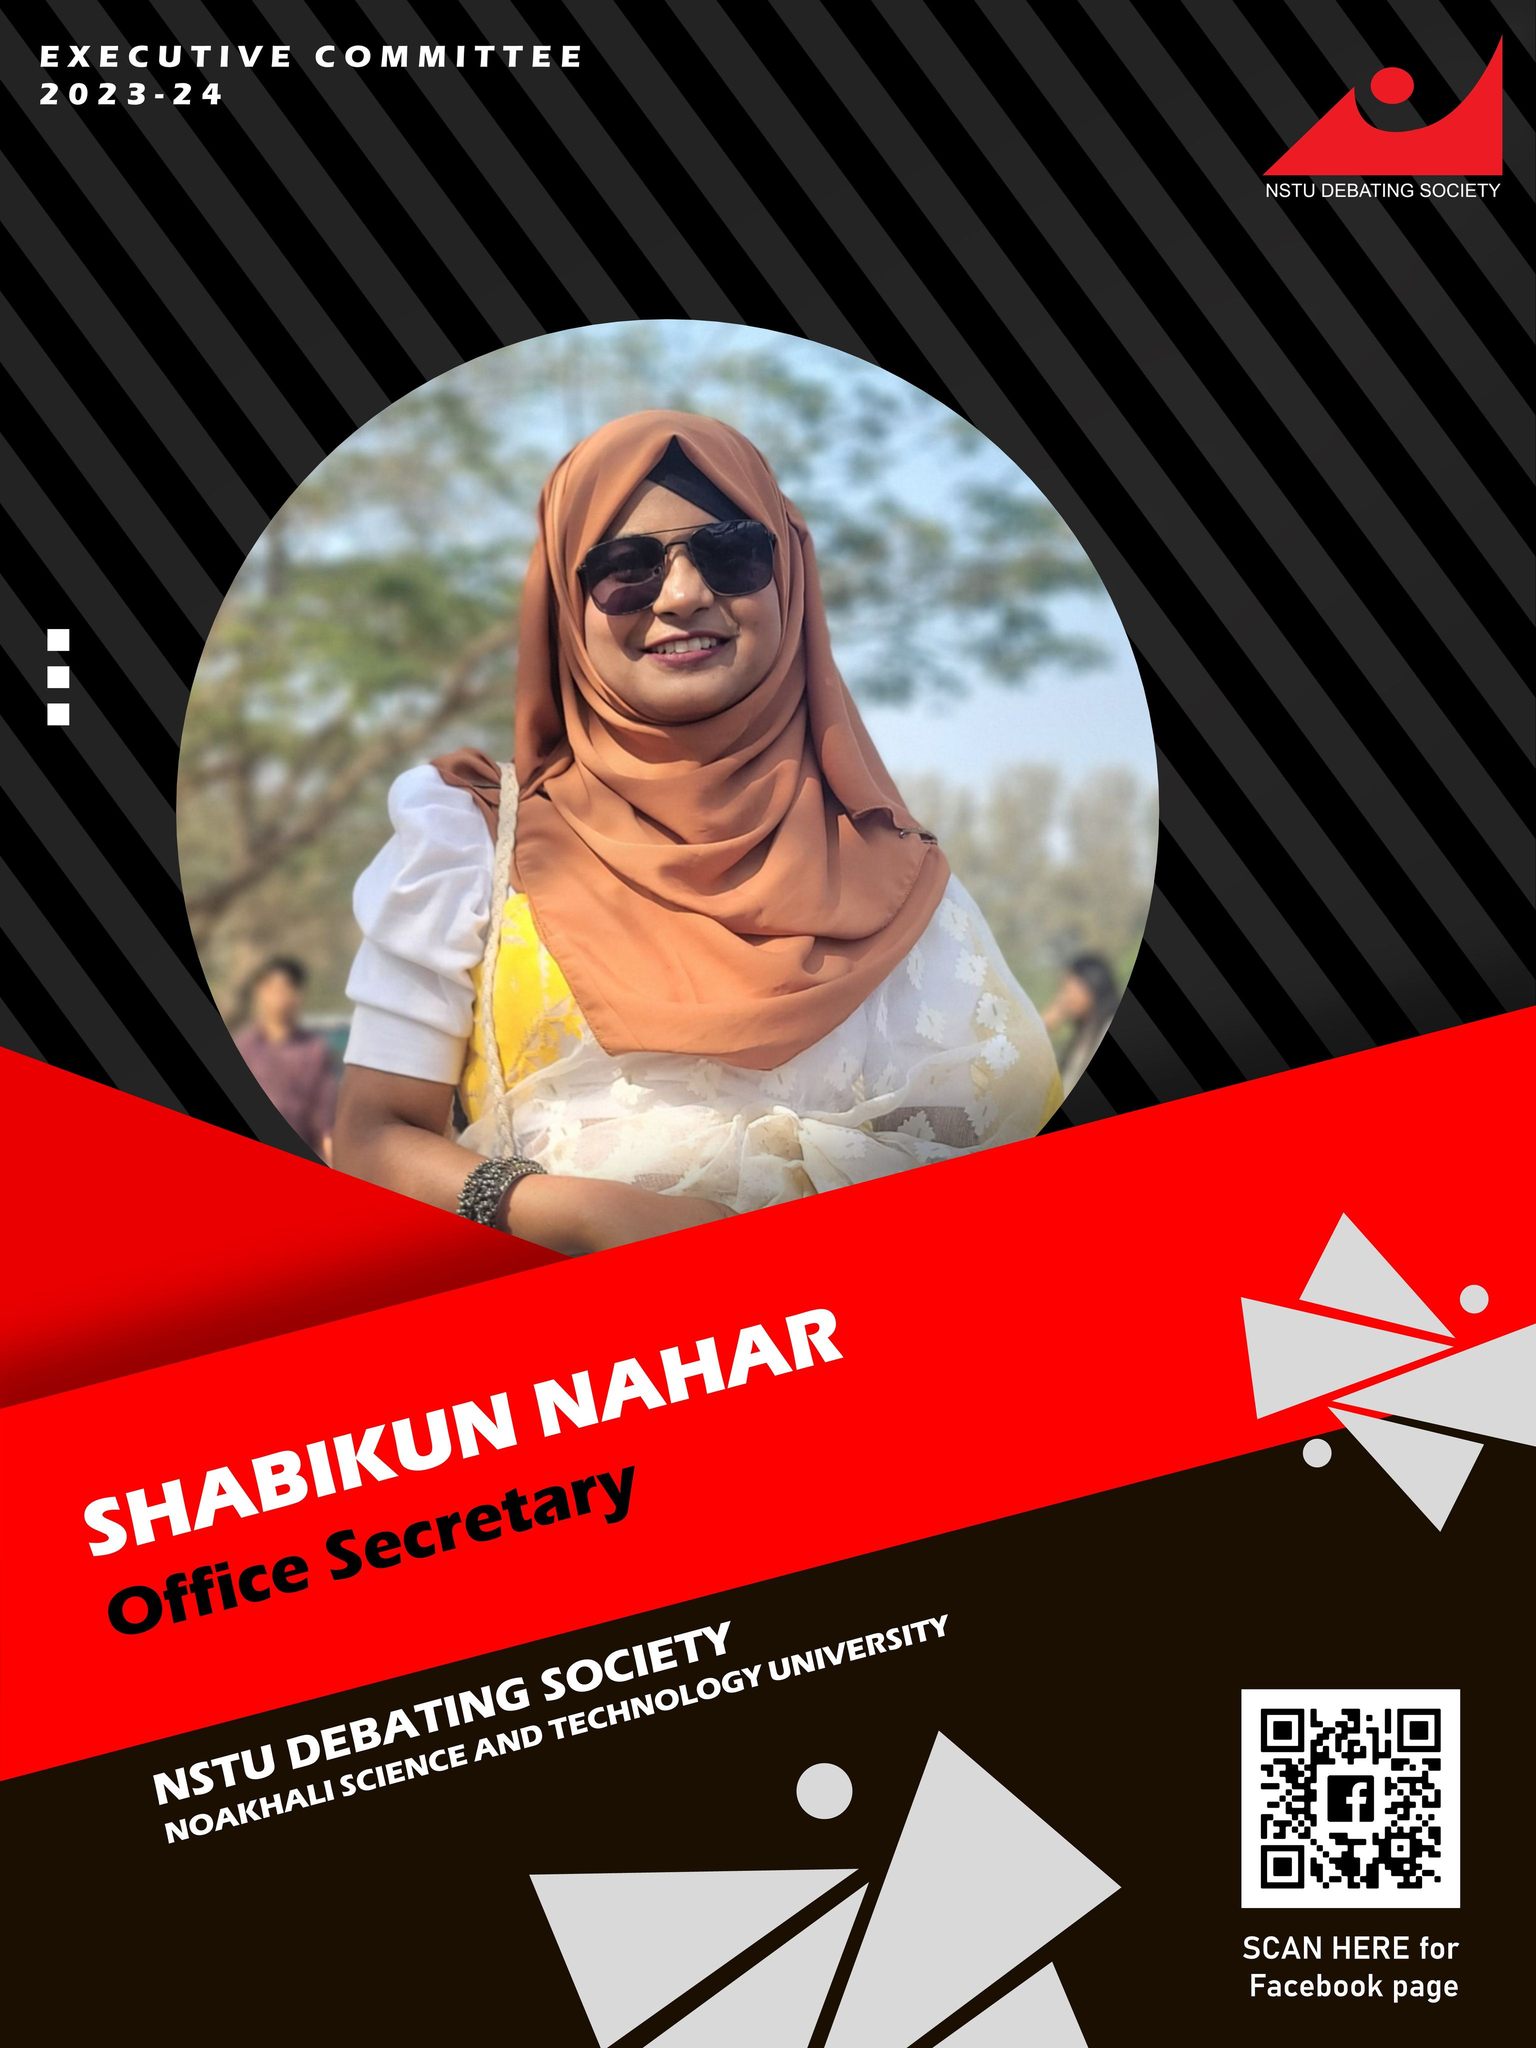 EXECUTIVE COMMITTEE
2023-24
NSTU DEBATING SOCIETY
SHABIKUN NAHAR
Office Secretary
NSTU DEBATING SOCIETY
NOAKHALI SCIENCE AND TECHNOLOGY UNIVERSITY
SCAN HERE for
Facebook page